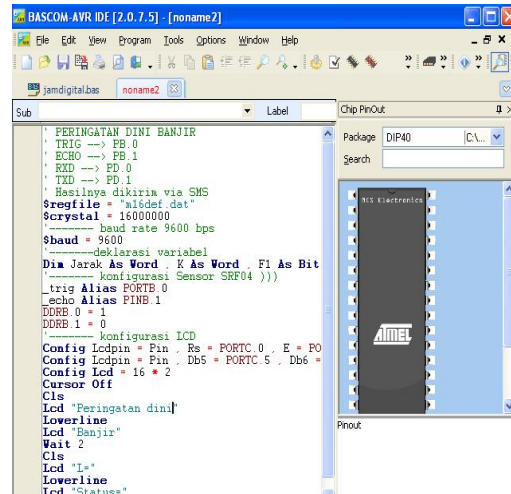 BASCOM-AVR IDE [2.0.7.5] - [noname2]
File Edit View Program Tools Options Window Help
jamdigital.bas noname2
Sub Label
' PERINGATAN DINI BANJIR
' TRIG --> PB.0
' ECHO --> PB.1
' RXD --> PD.0
' TXD --> PD.1
' Hasilnya dikirim via SMS
$regfile = "m16def.dat"
$crystal = 16000000
'------- baud rate 9600 bps
$baud = 9600
'-------deklarasi variabel
Dim Jarak As Word , K As Word , F1 As Bit
'------- konfigurasi Sensor SRF04 )))
_trig Alias PORTB.0
_echo Alias PINB.1
DDRB.0 = 1
DDRB.1 = 0
'------- konfigurasi LCD
Config Lcdpin = Pin , Rs = PORTC.0 , E = PO
Config Lcdpin = Pin , Db5 = PORTC.5 , Db6 =
Config Lcd = 16 * 2
Cursor Off
Cls
Lcd "Peringatan dini"
Lowerline
Lcd "Banjir"
Wait 2
Cls
Lcd "L="
Lowerline
Lcd "Status="
Chip PinOut
Package DIP40 C:\...
Search
MCS Electronics
ATMEL
Pinout